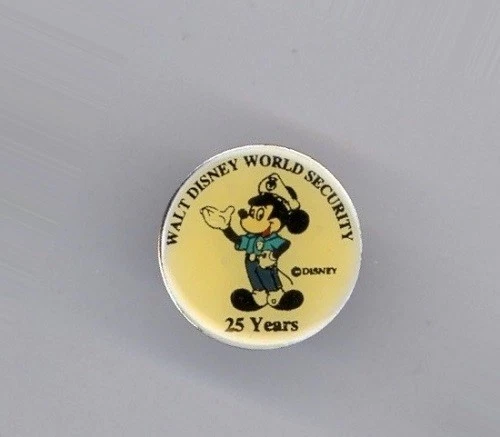 WALT DISNEY WORLD SECURITY
©DISNEY
25 Years